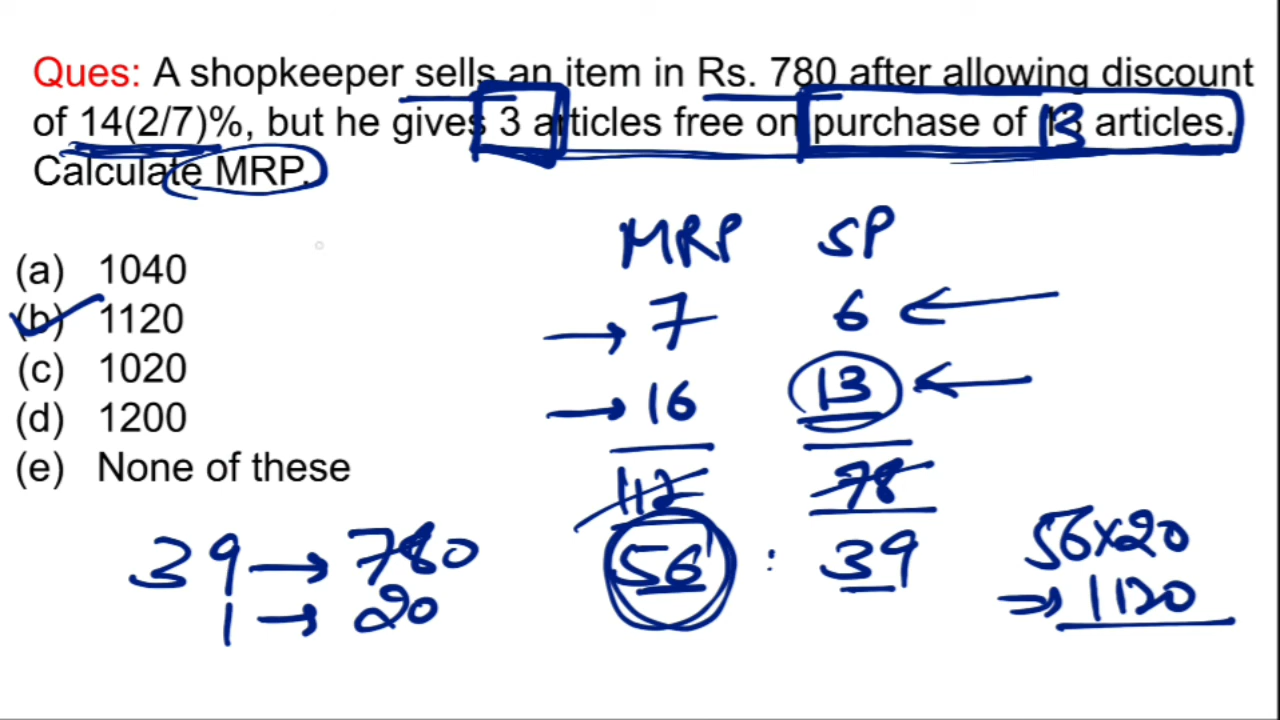 Ques: A shopkeeper sells an item in Rs. 780 after allowing discount
of 14(2/7)%, but he gives 3 articles free on purchase of 13 articles.
Calculate MRP.
(a) 1040
(b) 1120
(c) 1020
(d) 1200
(e) None of these
MRP SP
7 6
16 13
112 78
56 : 39
39 → 780
1 → 20
56×20
⇒ 1120